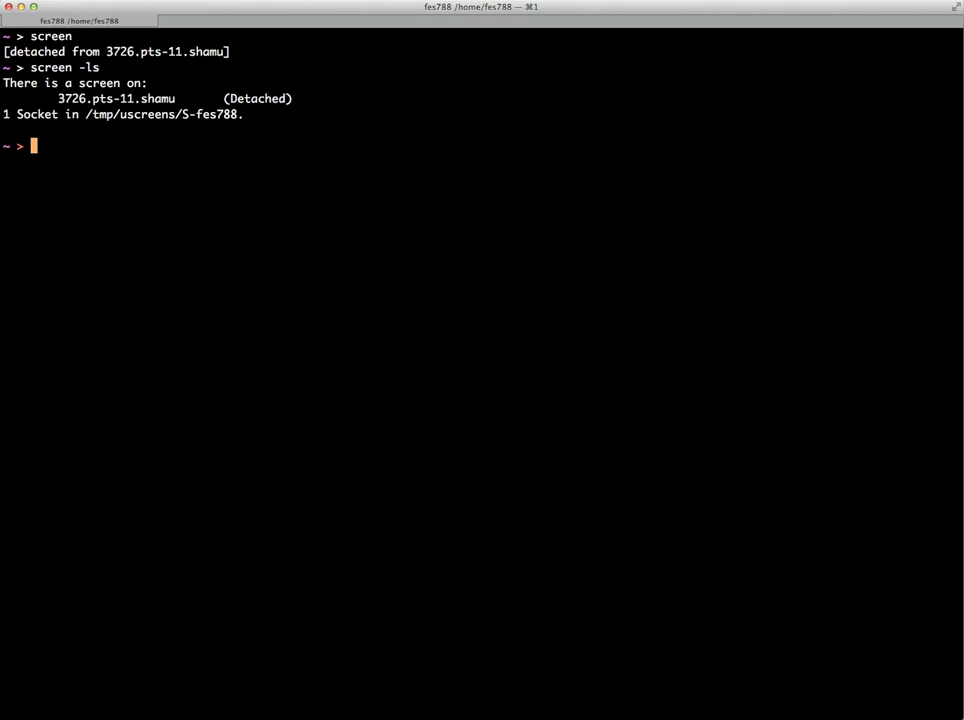 fes788 /home/fes788 — ⌘1
fes788 /home/fes788
~ > screen
[detached from 3726.pts-11.shamu]
~ > screen -ls
There is a screen on:
3726.pts-11.shamu (Detached)
1 Socket in /tmp/uscreens/S-fes788.
~ >